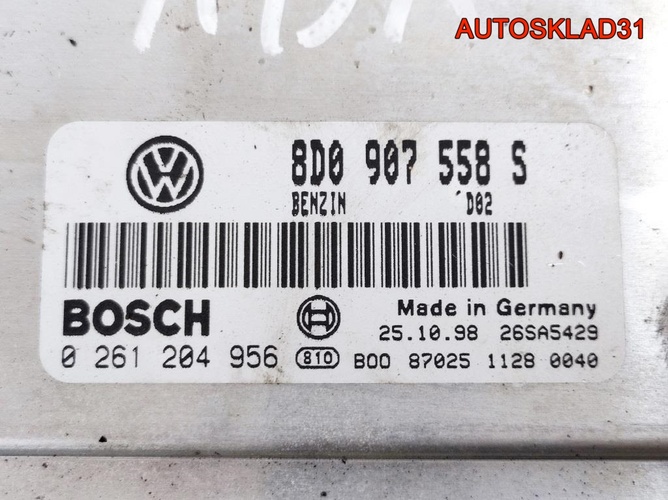 AUTOSKLAD31
8D0 907 558 S
BENZIN ´D02
BOSCH
Made in Germany
25.10.98 26SA5429
0 261 204 956 810 B00 87025 1128 0040